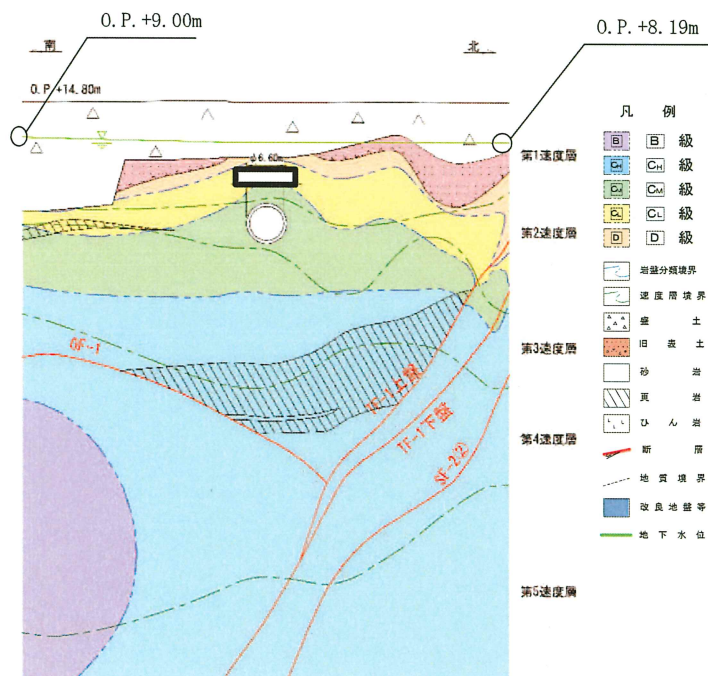 O.P.+9.00m
O.P.+8.19m
南
北
O.P.+14.80m
φ6.60m
第1速度層
第2速度層
第3速度層
第4速度層
第5速度層
OF-1
TF-1上盤
TF-1下盤
SF-2②
凡 例
B B 級
CH CH 級
CM CM 級
CL CL 級
D D 級
岩盤分類境界
速度層境界
盛 土
旧 表 土
砂 岩
頁 岩
ひ ん 岩
断 層
地 質 境 界
改 良 地 盤 等
地 下 水 位